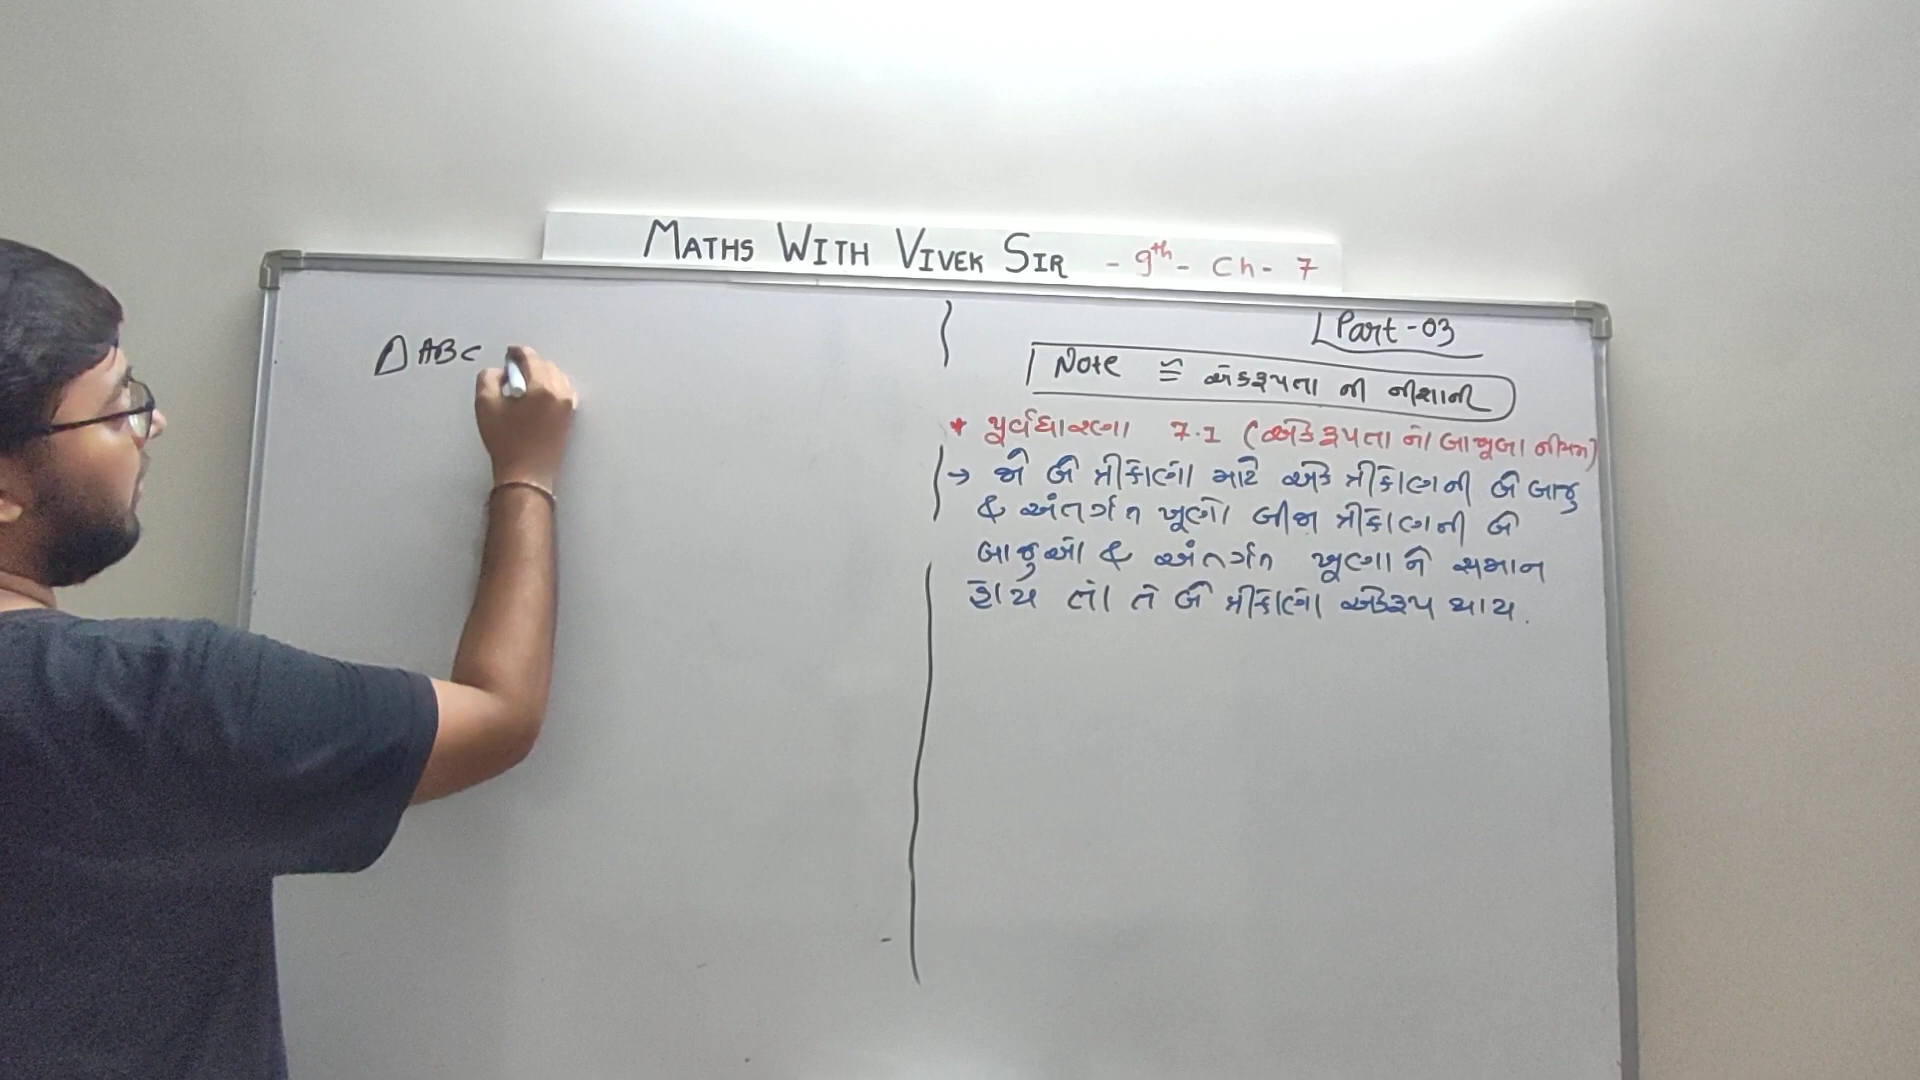 MATHS WITH VIVEK SIR - 9th - Ch - 7
△ABC
Part - 03
Note ≅ એકરૂપતા ની નીશાની
* પૂર્વધારણા 7.1 (એકરૂપતા નો બાખૂબા નીયમ)
→ જો બે ત્રીકોણો માટે એક ત્રીકોણની બે બાજુ
& અંતર્ગત ખૂણો બીજા ત્રીકોણની બે
બાજુઓ & અંતર્ગત ખૂણા ને સમાન
હોય તો તે બે ત્રીકોણો એકરૂપ થાય.